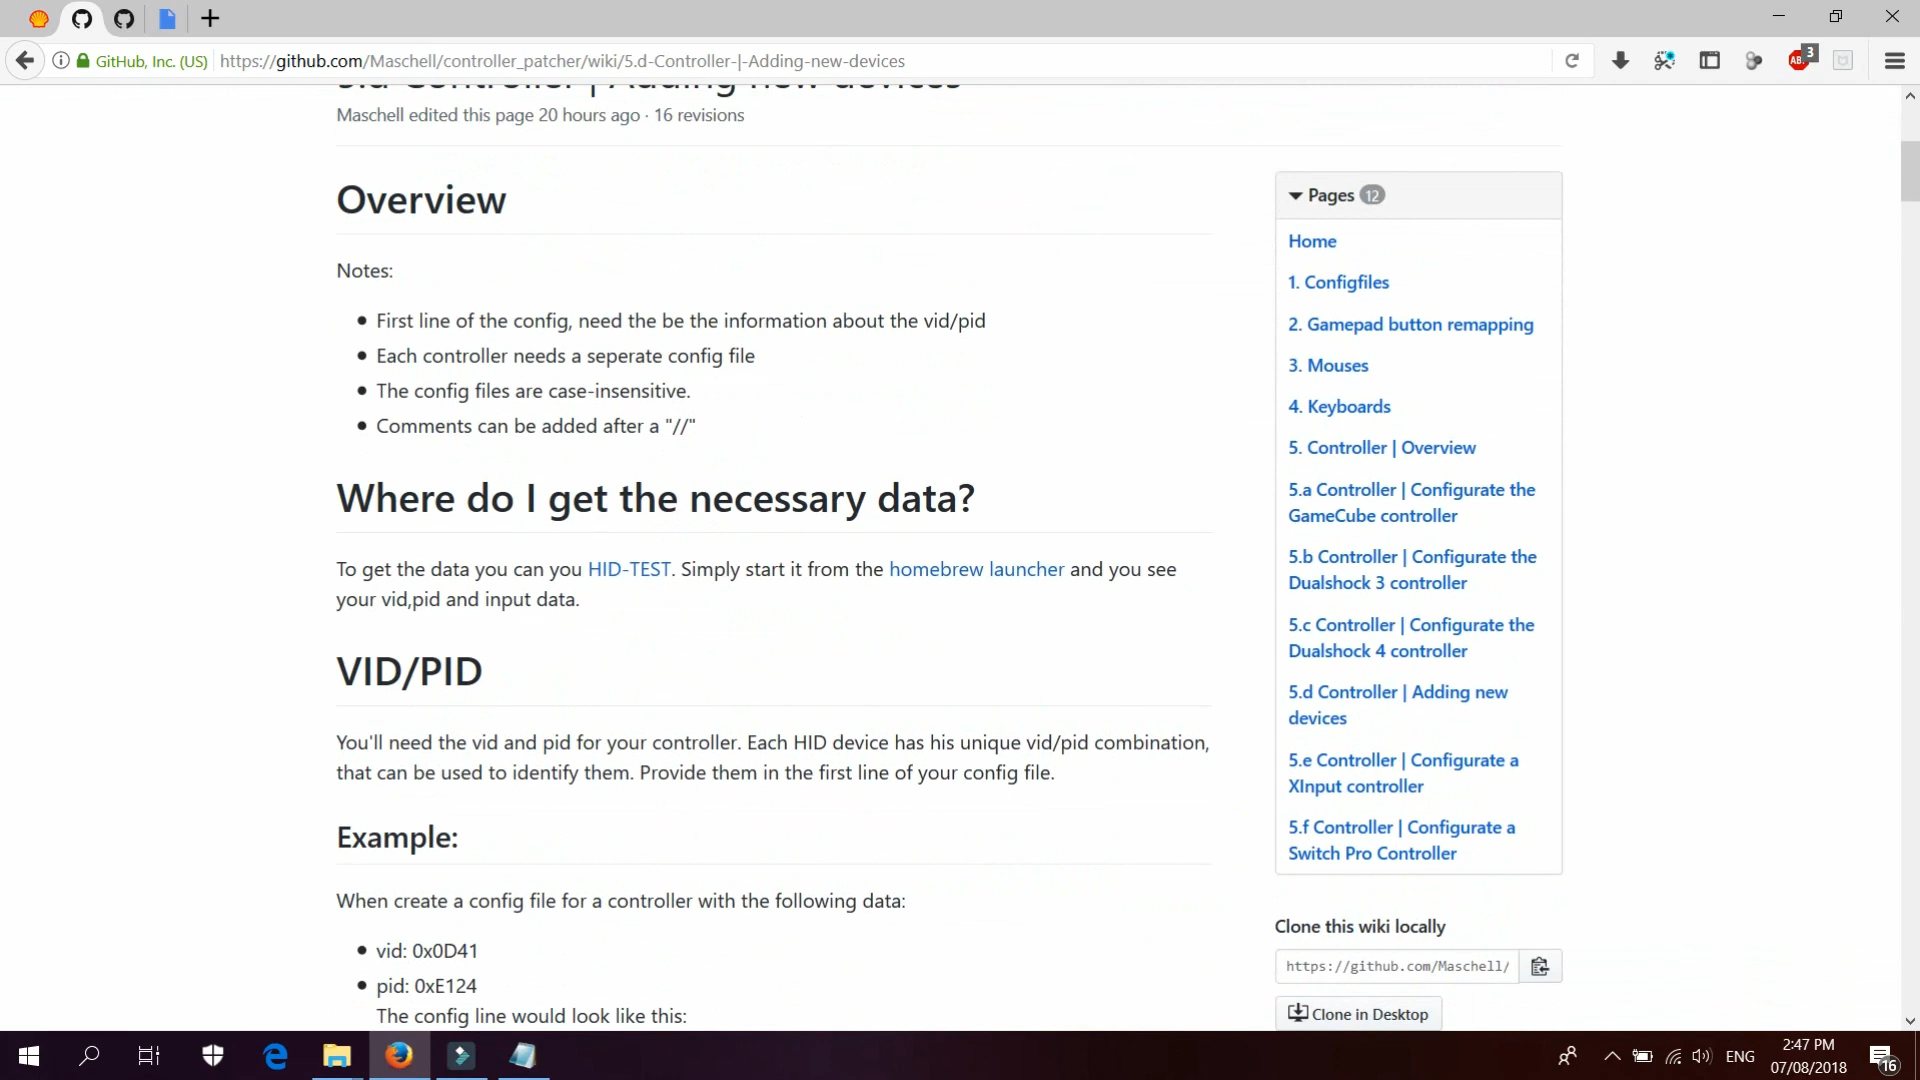 GitHub, Inc. (US)
https://github.com/Maschell/controller_patcher/wiki/5.d-Controller-|-Adding-new-devices
3
ABP
5.d Controller | Adding new devices
Maschell edited this page 20 hours ago · 16 revisions
Overview
Notes:
First line of the config, need the be the information about the vid/pid
Each controller needs a seperate config file
The config files are case-insensitive.
Comments can be added after a "//"
Where do I get the necessary data?
To get the data you can you HID-TEST. Simply start it from the homebrew launcher and you see
your vid,pid and input data.
VID/PID
You'll need the vid and pid for your controller. Each HID device has his unique vid/pid combination,
that can be used to identify them. Provide them in the first line of your config file.
Example:
When create a config file for a controller with the following data:
vid: 0x0D41
pid: 0xE124
The config line would look like this:
Pages 12
Home
1. Configfiles
2. Gamepad button remapping
3. Mouses
4. Keyboards
5. Controller | Overview
5.a Controller | Configurate the
GameCube controller
5.b Controller | Configurate the
Dualshock 3 controller
5.c Controller | Configurate the
Dualshock 4 controller
5.d Controller | Adding new
devices
5.e Controller | Configurate a
XInput controller
5.f Controller | Configurate a
Switch Pro Controller
Clone this wiki locally
https://github.com/Maschell/
Clone in Desktop
ENG
2:47 PM
07/08/2018
16